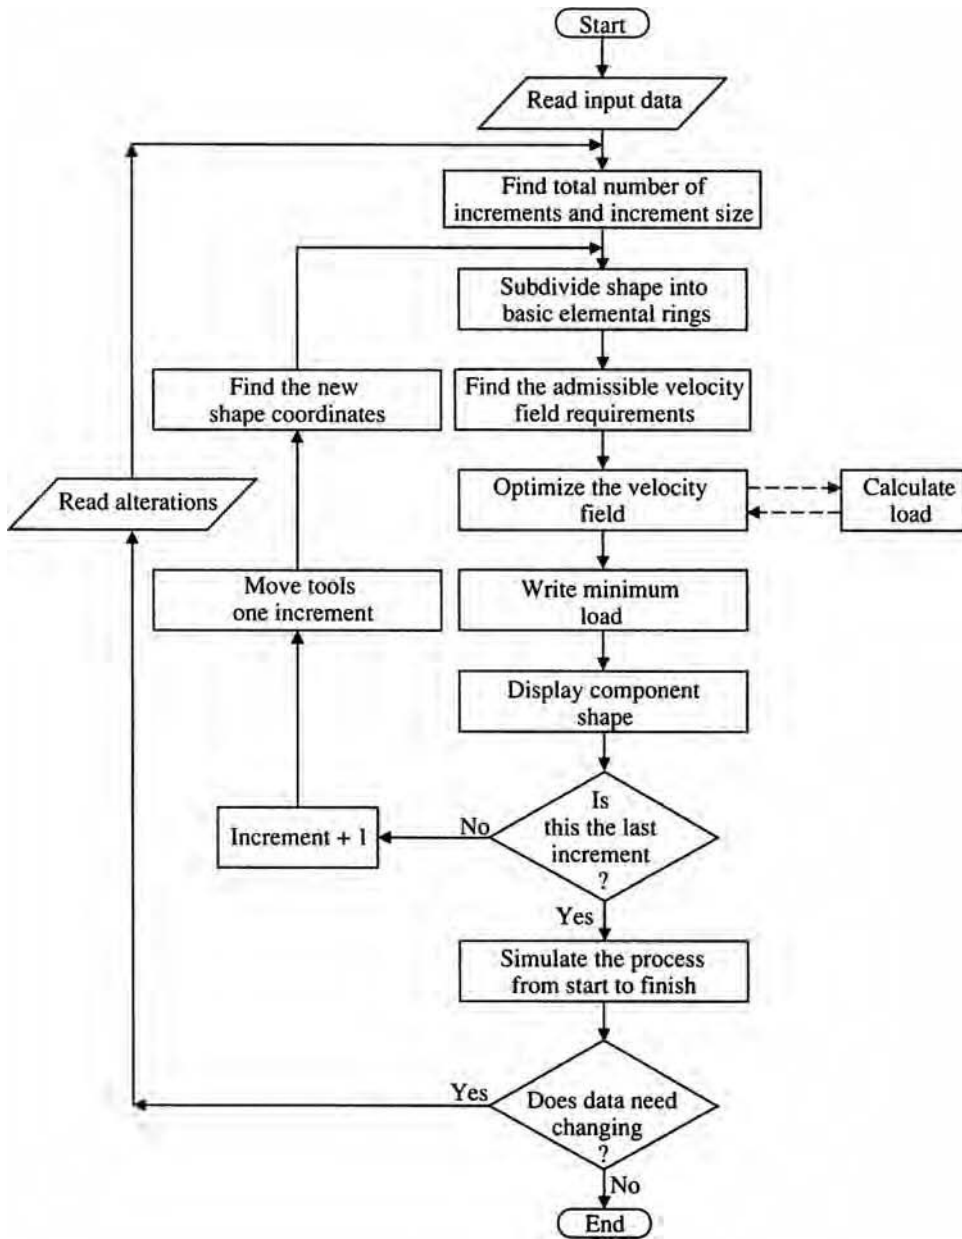 Start
Read input data
Find total number of
increments and increment size
Subdivide shape into
basic elemental rings
Find the new
shape coordinates
Find the admissible velocity
field requirements
Read alterations
Optimize the velocity
field
Calculate
load
Move tools
one increment
Write minimum
load
Display component
shape
Increment + 1
No
Is
this the last
increment
?
Yes
Simulate the process
from start to finish
Yes
Does data need
changing
?
No
End